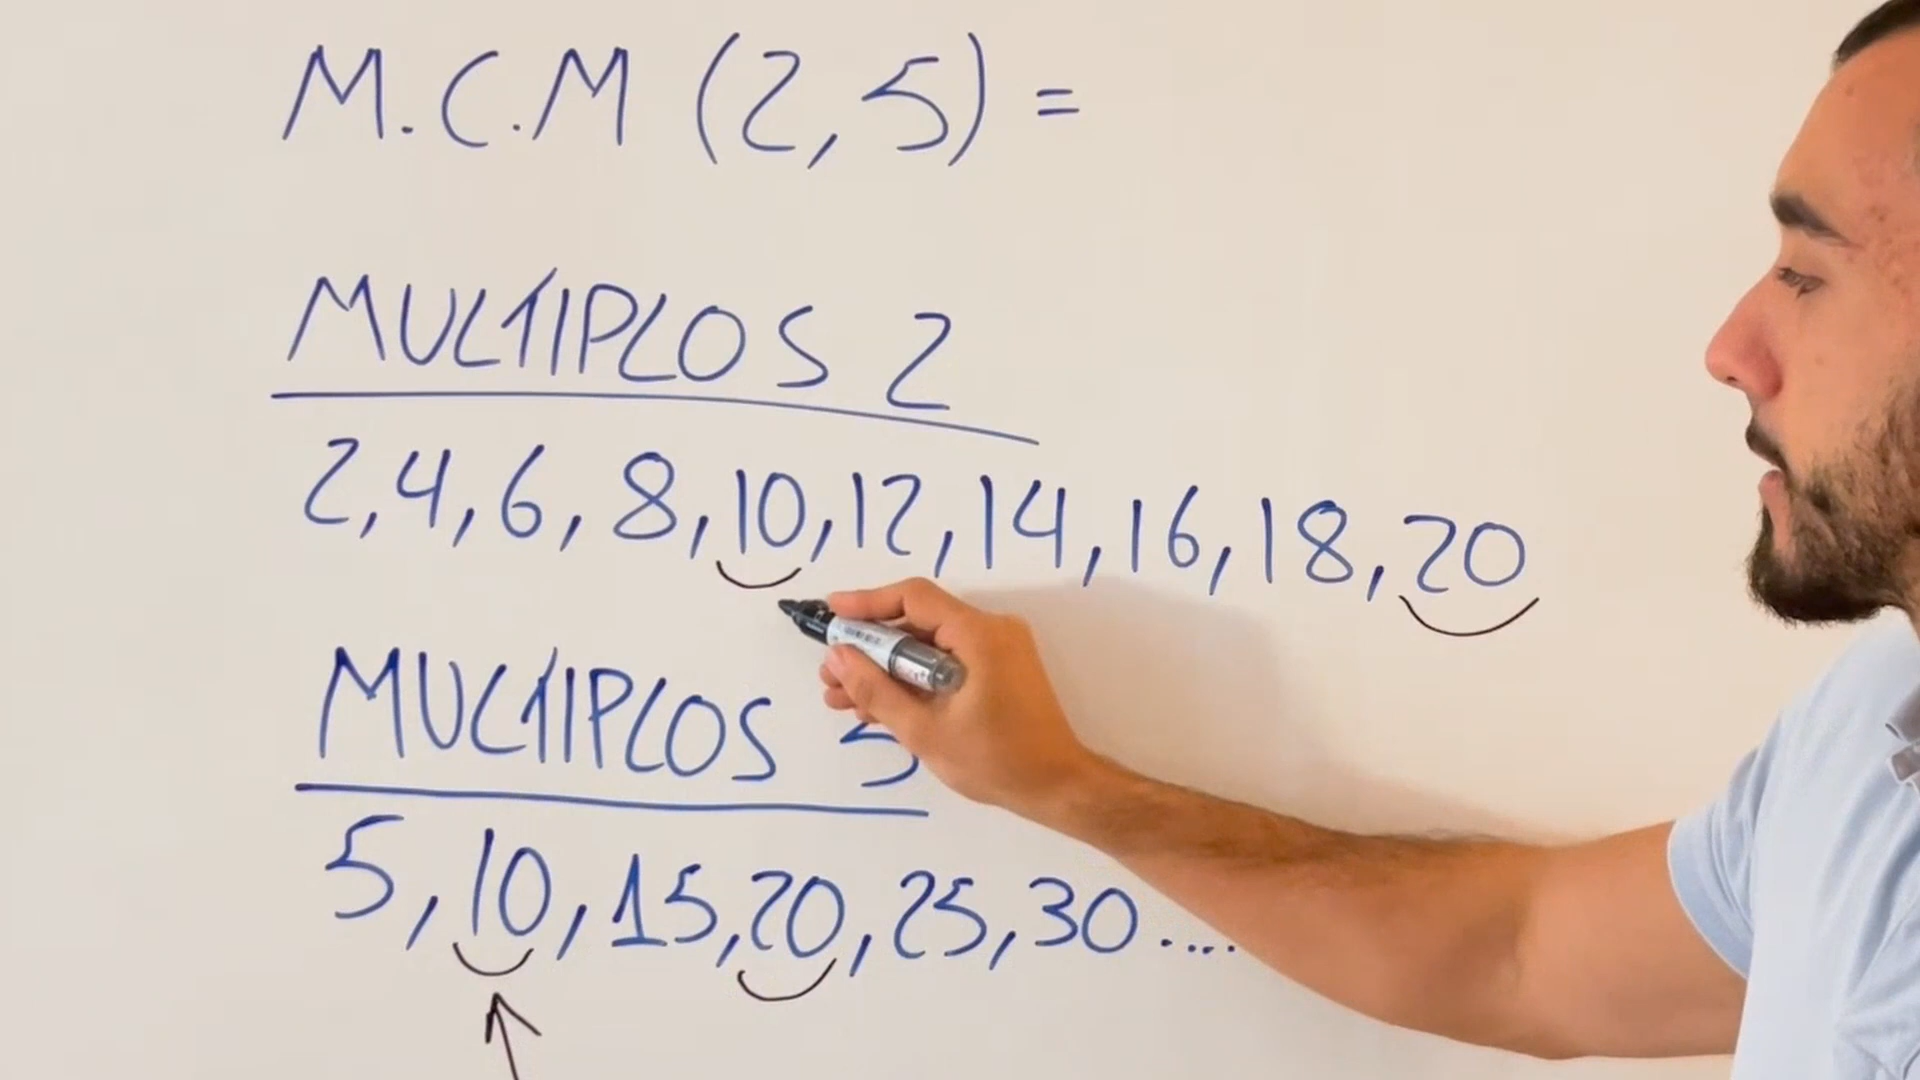 M.C.M (2,5) =
MULTIPLOS 2
2,4,6,8,10,12,14,16,18,20
MULTIPLOS 5
5,10,15,20,25,30....